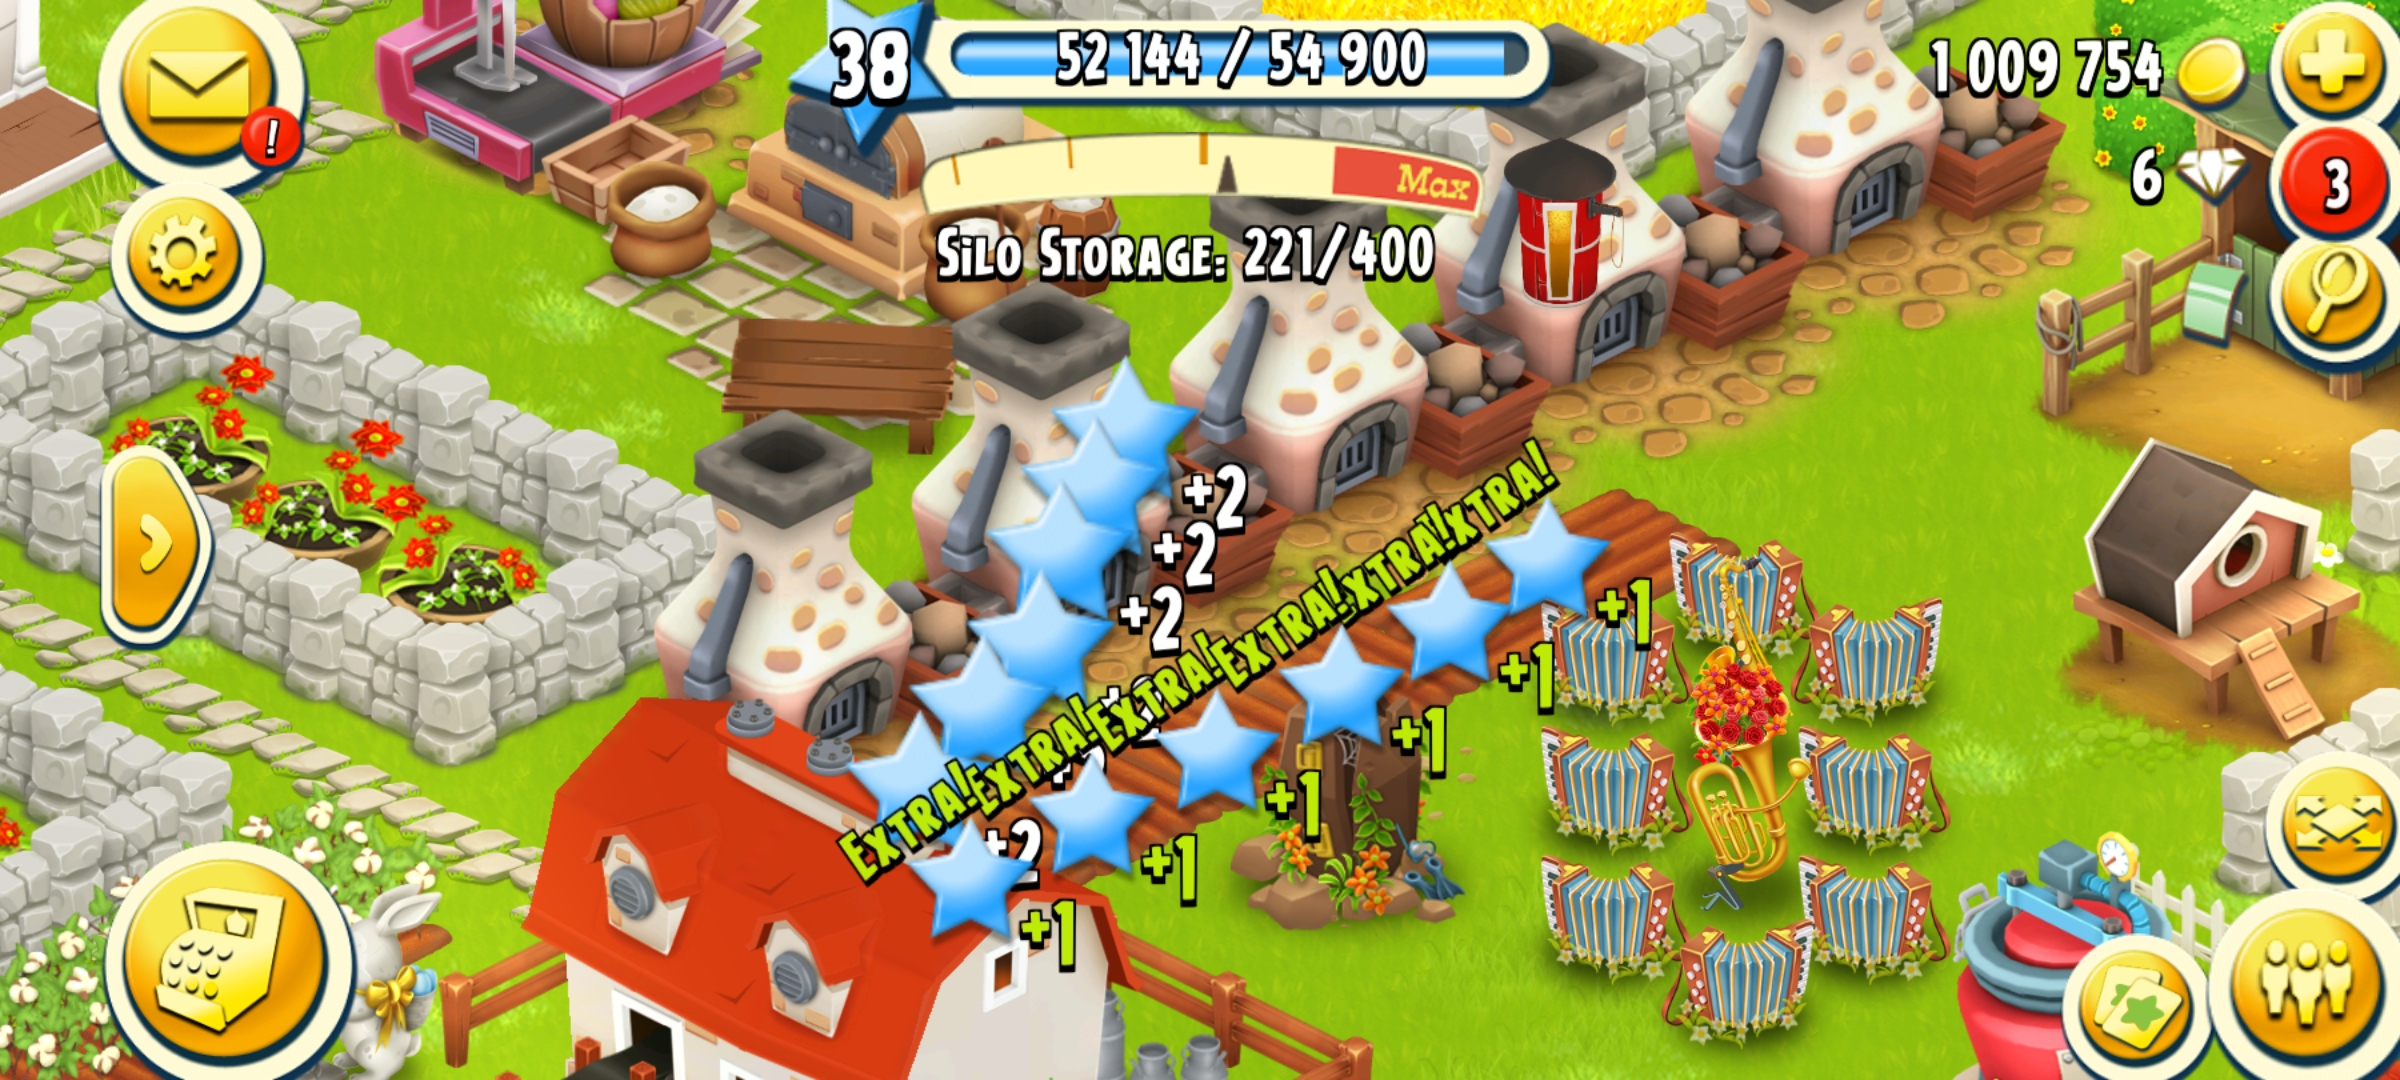 !
38
52 144 / 54 900
1 009 754
Max
6
3
SiLO STORAGE: 221/400
+2
+2
+2
+2
EXTRA!
EXTRA!
EXTRA!
EXTRA!
XTRA!
XTRA!
+1
+1
+1
+1
+1
+1